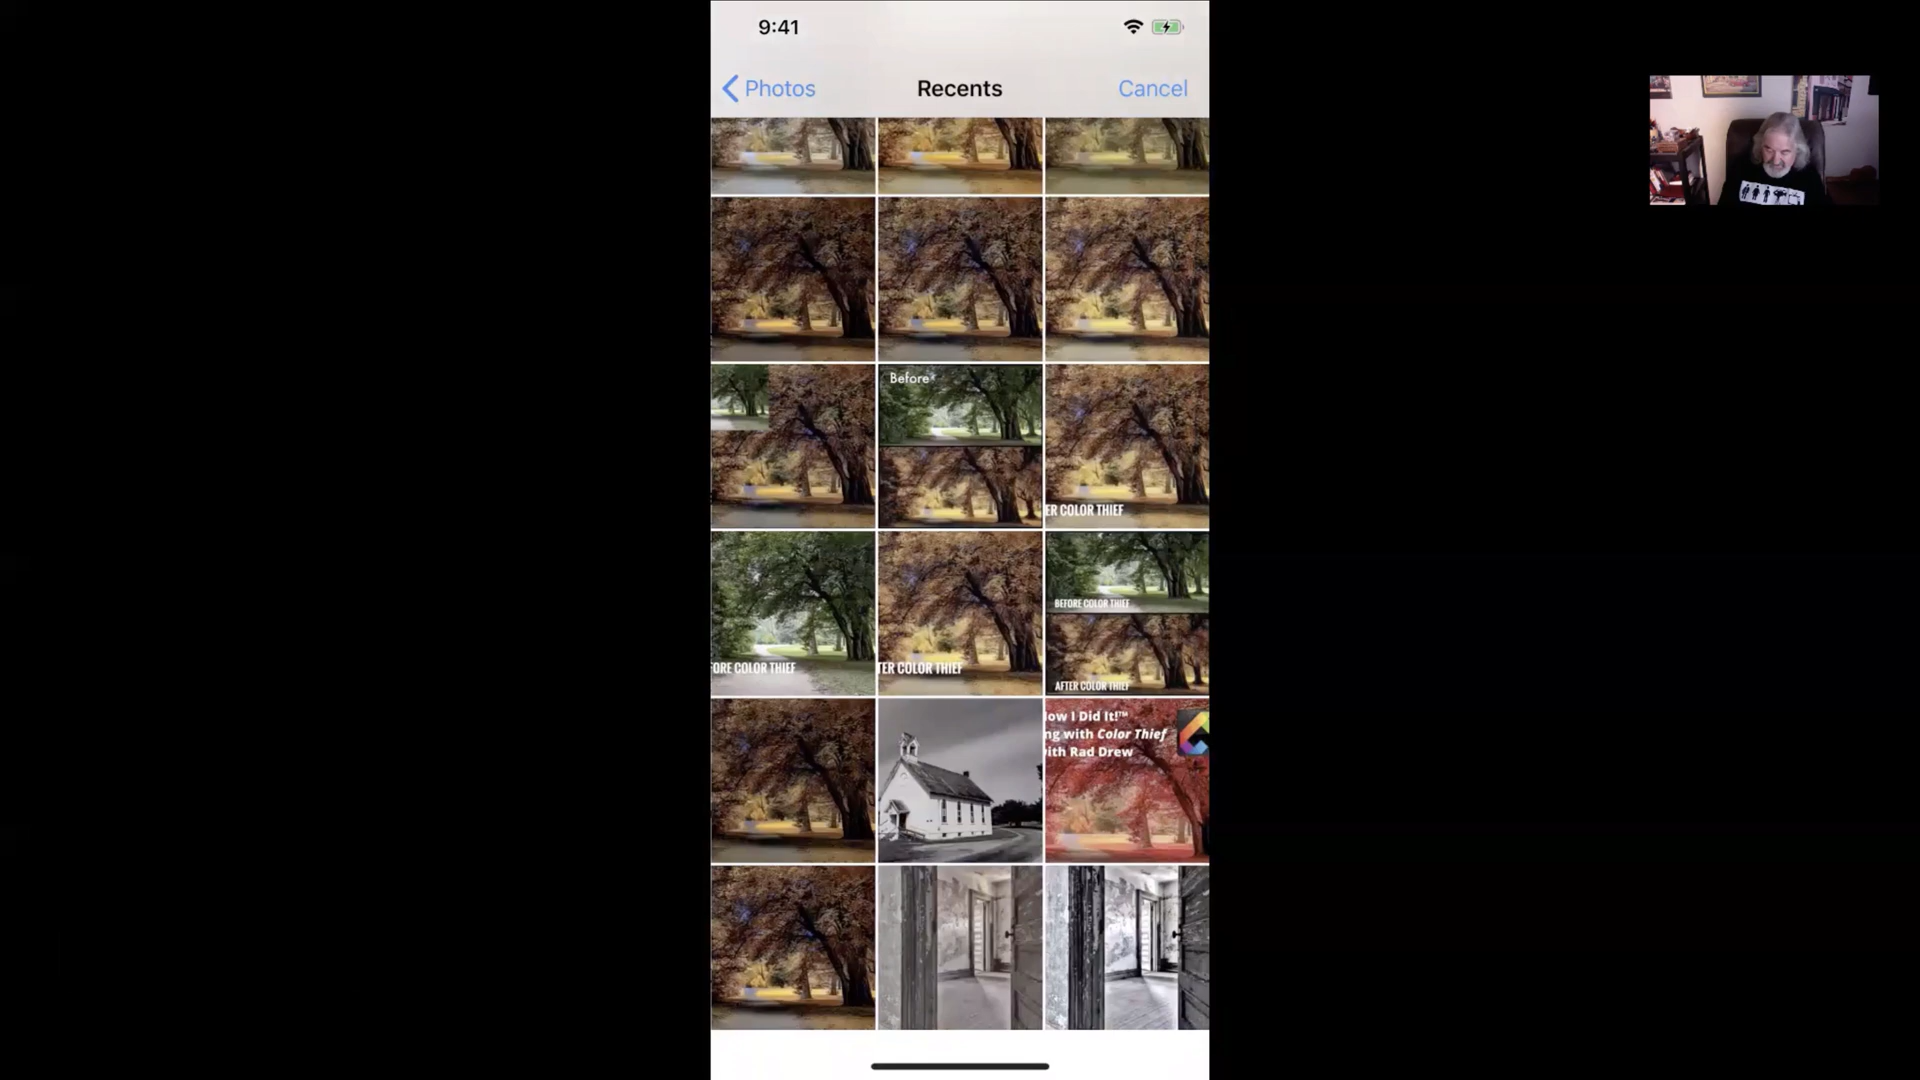 9:41
Photos
Recents
Cancel
Before
ER COLOR THIEF
ORE COLOR THIEF
TER COLOR THIEF
BEFORE COLOR THIEF
AFTER COLOR THIEF
ow I Did It!™
ng with Color Thief
ith Rad Drew